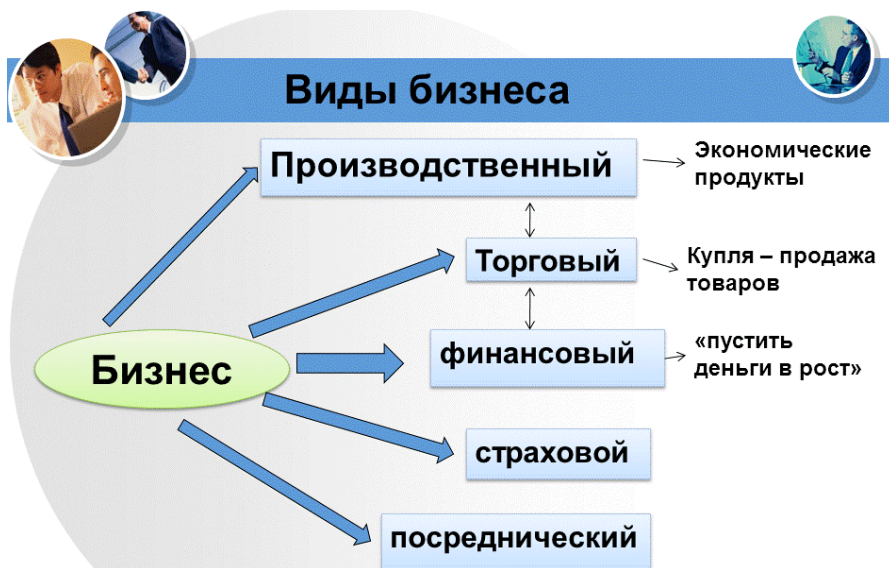 Виды бизнеса
Производственный
Экономические
продукты
Торговый
Купля – продажа
товаров
Бизнес
финансовый
«пустить
деньги в рост»
страховой
посреднический